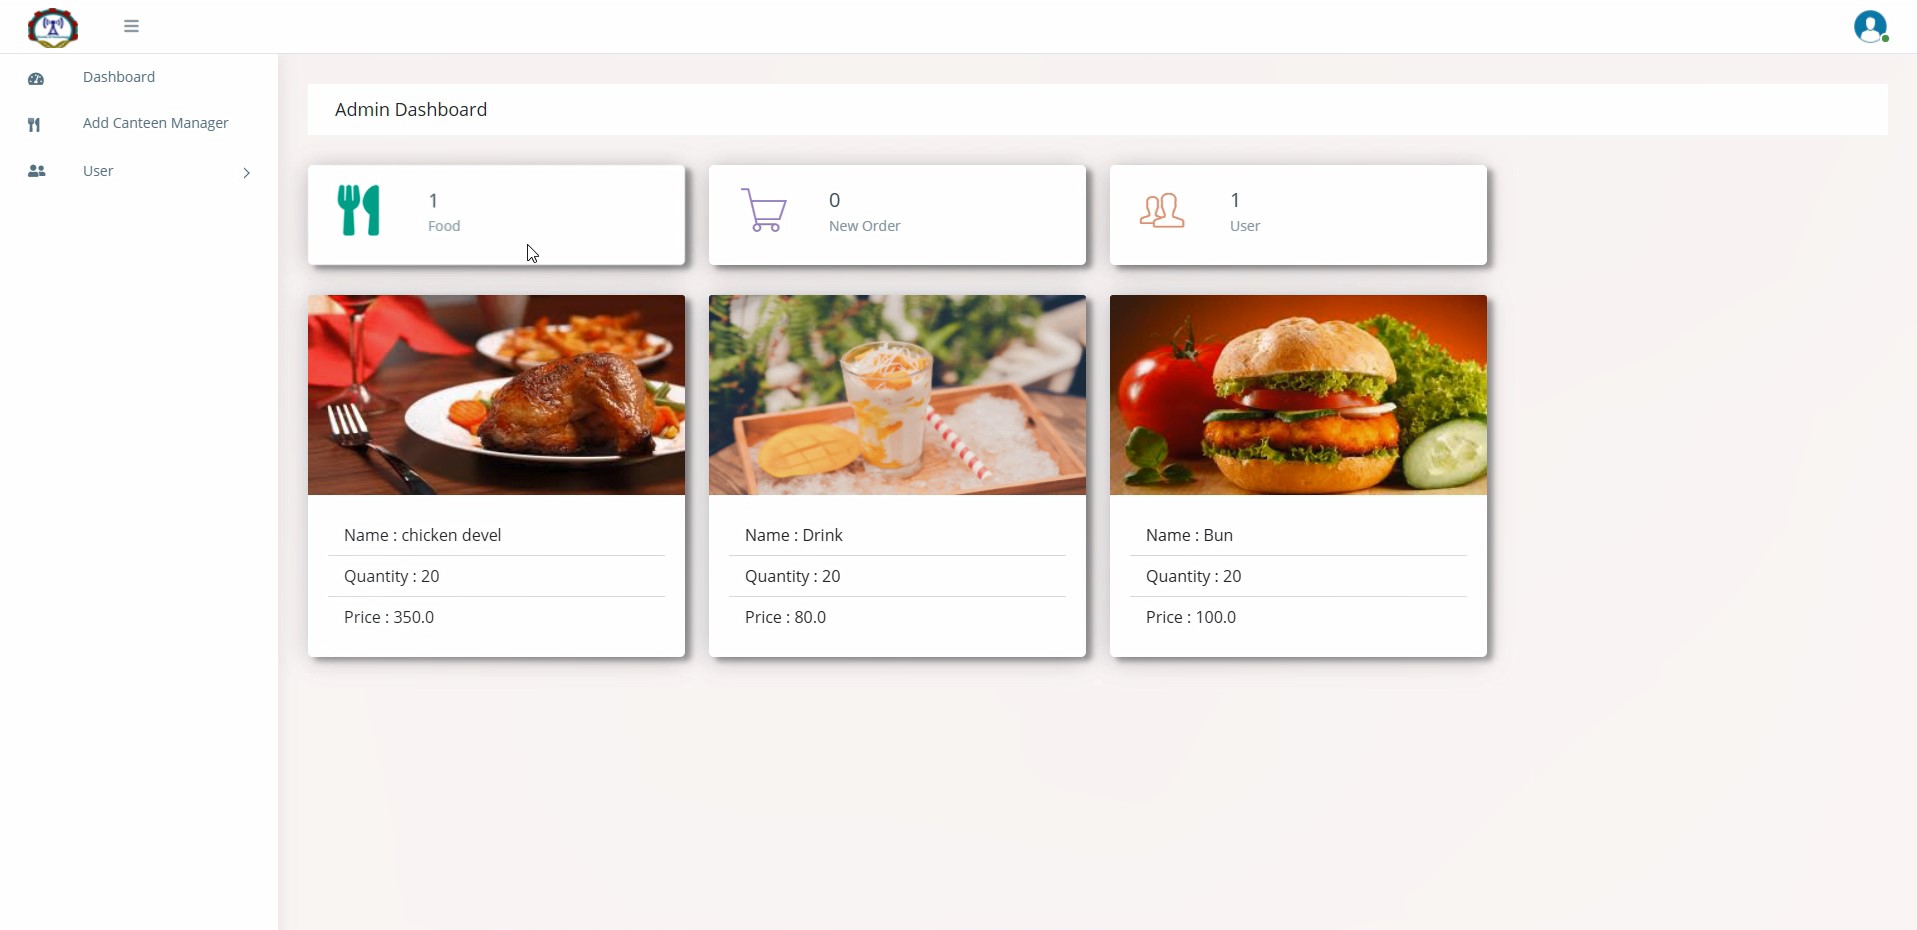 Dashboard
Add Canteen Manager
User
Admin Dashboard
1
Food
0
New Order
1
User
Name : chicken devel
Quantity : 20
Price : 350.0
Name : Drink
Quantity : 20
Price : 80.0
Name : Bun
Quantity : 20
Price : 100.0